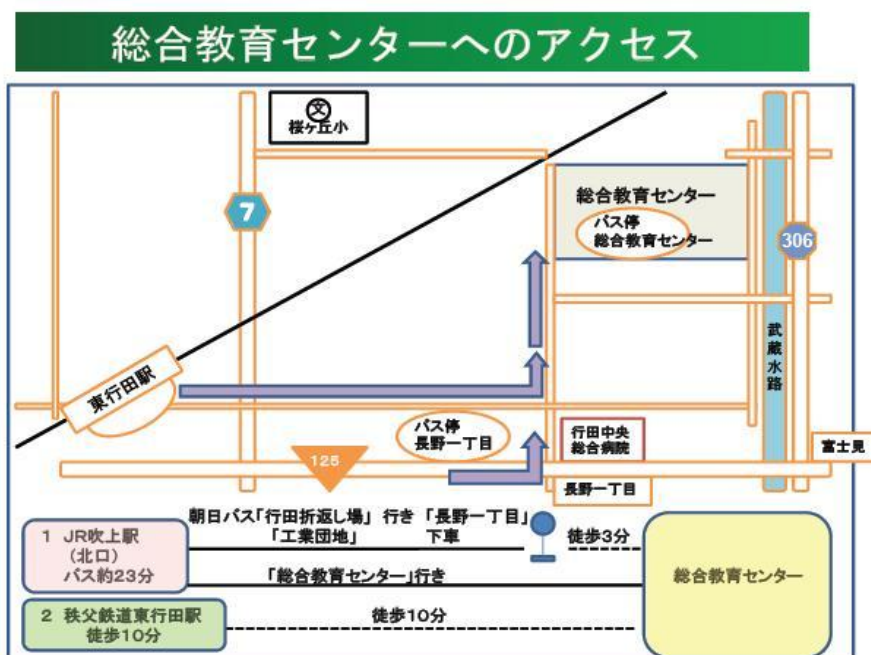 総合教育センターへのアクセス
文
桜ヶ丘小
7
総合教育センター
バス停
総合教育センター
306
武蔵水路
東行田駅
バス停
長野一丁目
行田中央
総合病院
富士見
125
長野一丁目
朝日バス「行田折返し場」 行き 「長野一丁目」
「工業団地」 下車
徒歩3分
1 JR吹上駅
(北口)
バス約23分
「総合教育センター」行き
総合教育センター
2 秩父鉄道東行田駅
徒歩10分
徒歩10分